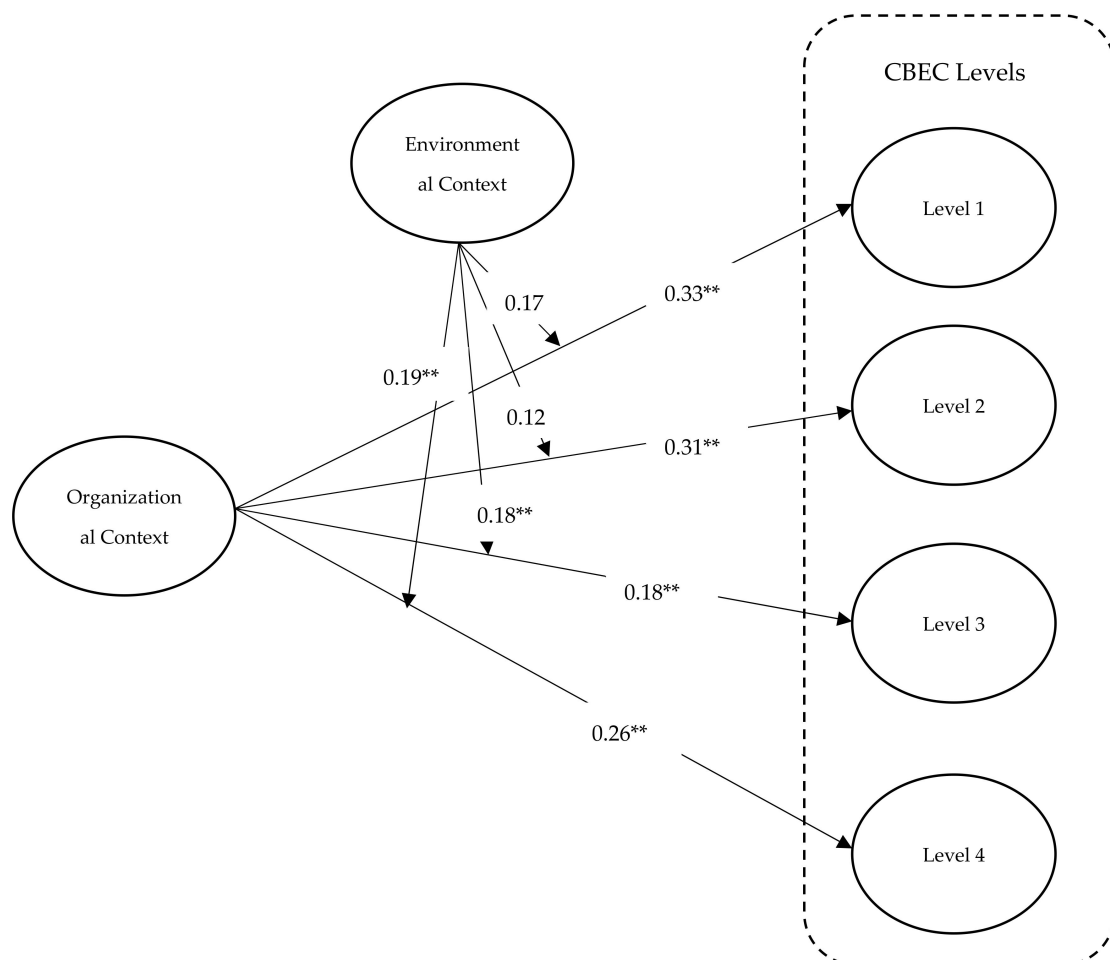 CBEC Levels
Environment
al Context
Level 1
0.33**
0.17
0.19**
Level 2
0.12
0.31**
Organization
al Context
0.18**
0.18**
Level 3
0.26**
Level 4